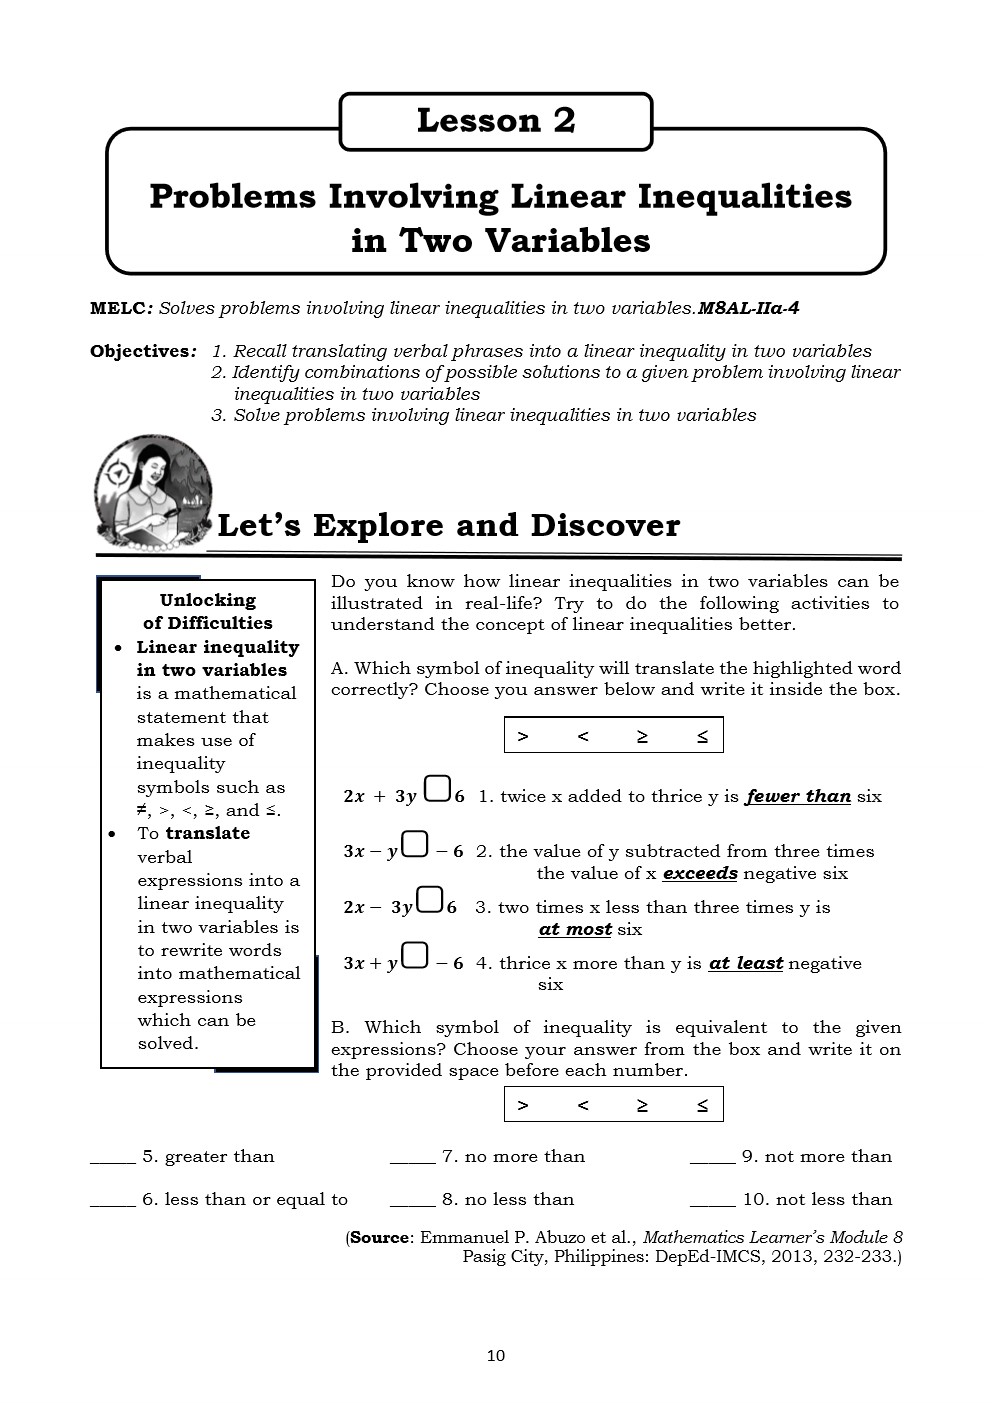 Lesson 2
Problems Involving Linear Inequalities
in Two Variables
MELC: Solves problems involving linear inequalities in two variables.M8AL-IIa-4
Objectives: 1. Recall translating verbal phrases into a linear inequality in two variables
2. Identify combinations of possible solutions to a given problem involving linear
inequalities in two variables
3. Solve problems involving linear inequalities in two variables
Let’s Explore and Discover
Unlocking
of Difficulties
• Linear inequality
in two variables
is a mathematical
statement that
makes use of
inequality
symbols such as
≠, >, <, ≥, and ≤.
• To translate
verbal
expressions into a
linear inequality
in two variables is
to rewrite words
into mathematical
expressions
which can be
solved.
Do you know how linear inequalities in two variables can be
illustrated in real-life? Try to do the following activities to
understand the concept of linear inequalities better.
A. Which symbol of inequality will translate the highlighted word
correctly? Choose you answer below and write it inside the box.
> < ≥ ≤
2x + 3y □ 6 1. twice x added to thrice y is fewer than six
3x – y □ – 6 2. the value of y subtracted from three times
the value of x exceeds negative six
2x – 3y □ 6 3. two times x less than three times y is
at most six
3x + y □ – 6 4. thrice x more than y is at least negative
six
B. Which symbol of inequality is equivalent to the given
expressions? Choose your answer from the box and write it on
the provided space before each number.
> < ≥ ≤
_____ 5. greater than _____ 7. no more than _____ 9. not more than
_____ 6. less than or equal to _____ 8. no less than _____ 10. not less than
(Source: Emmanuel P. Abuzo et al., Mathematics Learner’s Module 8
Pasig City, Philippines: DepEd-IMCS, 2013, 232-233.)
10